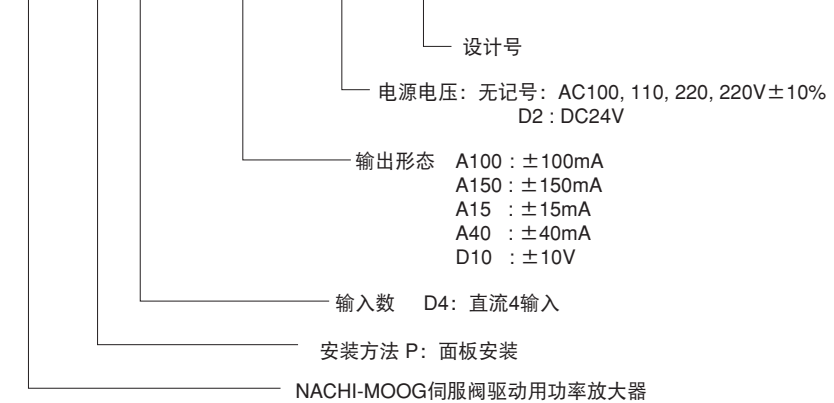 设计号
电源电压：无记号：AC100, 110, 220, 220V±10%
D2 : DC24V
输出形态 A100 : ±100mA
A150 : ±150mA
A15 : ±15mA
A40 : ±40mA
D10 : ±10V
输入数 D4：直流4输入
安装方法 P：面板安装
NACHI-MOOG伺服阀驱动用功率放大器